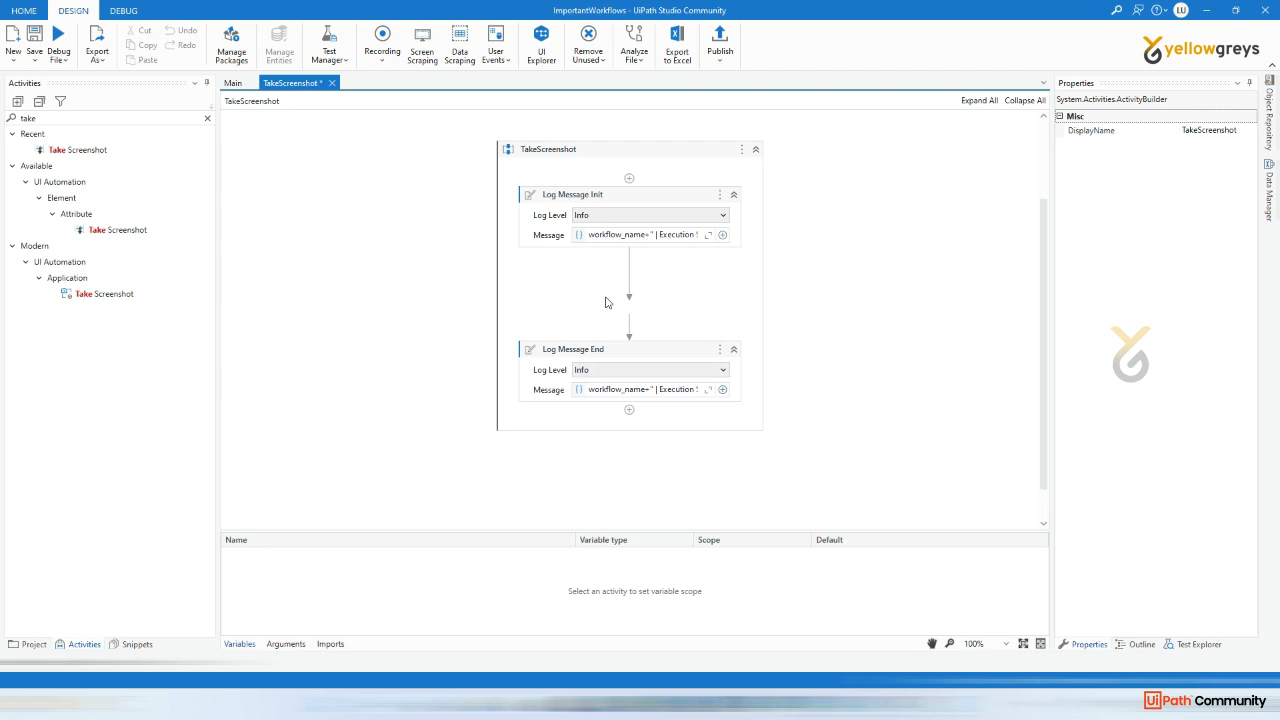 HOME DESIGN DEBUG ImportantWorkflows - UiPath Studio Community LU
New Save Debug File Export As Cut Copy Paste Undo Redo Manage Packages Manage Entities Test Manager Recording Screen Scraping Data Scraping User Events UI Explorer Remove Unused Analyze File Export to Excel Publish
yellowgreys
Activities
take
Recent
Take Screenshot
Available
UI Automation
Element
Attribute
Take Screenshot
Modern
UI Automation
Application
Take Screenshot
Project Activities Snippets
Main TakeScreenshot *
TakeScreenshot Expand All Collapse All
TakeScreenshot
Log Message Init
Log Level Info
Message workflow_name+" | Execution
Log Message End
Log Level Info
Message workflow_name+" | Execution
Name Variable type Scope Default
Select an activity to set variable scope
Variables Arguments Imports 100%
Properties
System.Activities.ActivityBuilder
Misc
DisplayName TakeScreenshot
Properties Outline Test Explorer
Object Repository
Data Manager
UiPath Community